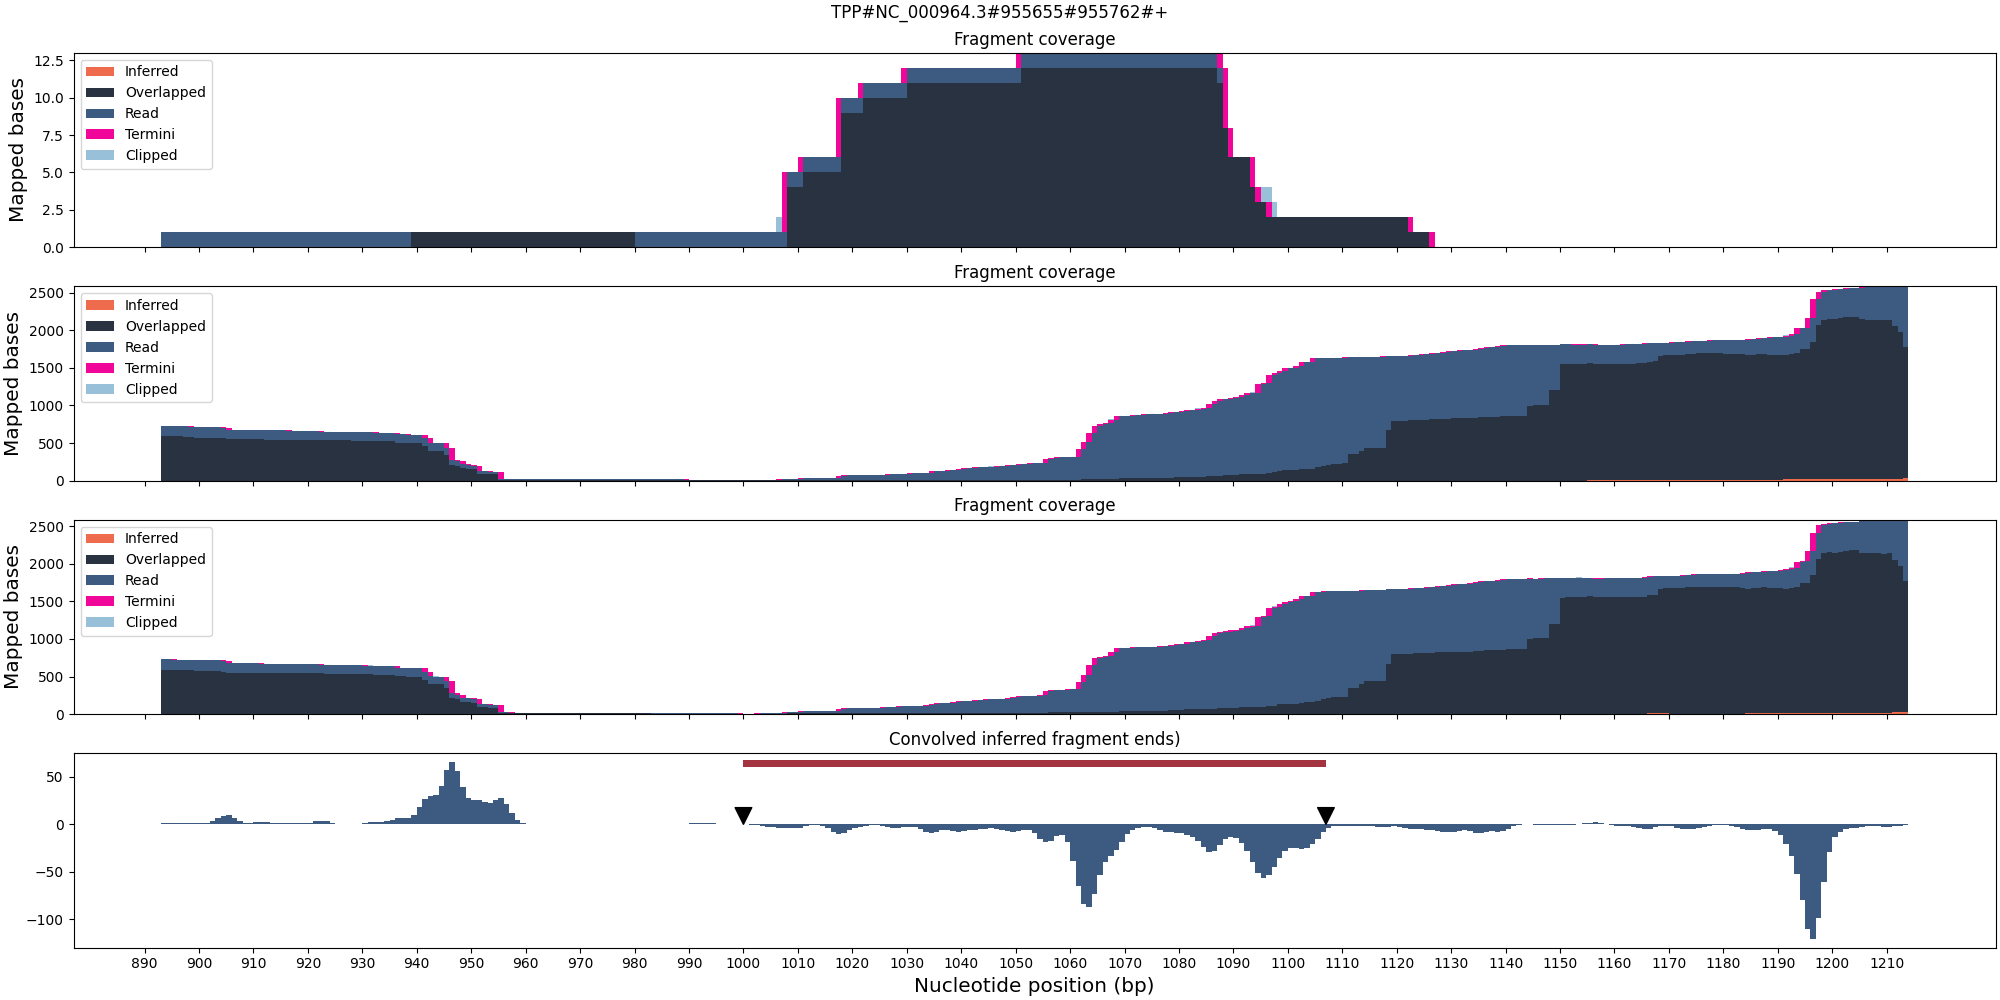 TPP#NC_000964.3#955655#955762#+
Fragment coverage
Mapped bases
12.5
10.0
7.5
5.0
2.5
0.0
Inferred
Overlapped
Read
Termini
Clipped
Fragment coverage
Mapped bases
2500
2000
1500
1000
500
0
Inferred
Overlapped
Read
Termini
Clipped
Fragment coverage
Mapped bases
2500
2000
1500
1000
500
0
Inferred
Overlapped
Read
Termini
Clipped
Convolved inferred fragment ends)
50
0
−50
−100
890 900 910 920 930 940 950 960 970 980 990 1000 1010 1020 1030 1040 1050 1060 1070 1080 1090 1100 1110 1120 1130 1140 1150 1160 1170 1180 1190 1200 1210
Nucleotide position (bp)